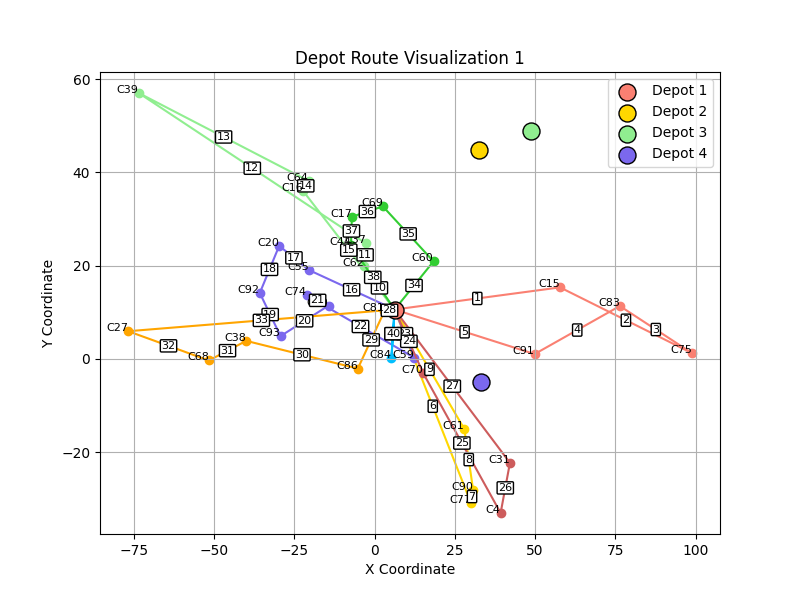 Depot Route Visualization 1
60
40
20
0
−20
−75
−50
−25
0
25
50
75
100
X Coordinate
Y Coordinate
Depot 1
Depot 2
Depot 3
Depot 4
C39
13
12
C64
14
C16
C17
36
C69
37
35
15
11
C20
17
18
C55
C62
C60
38
10
34
C92
16
C74
21
1
C15
C83
2
28
19
33
20
22
C93
C27
32
C68
31
C38
30
29
C86
40
24
C84
C59
5
4
3
C91
C75
C70
9
27
6
C61
25
8
C31
C90
7
26
C4